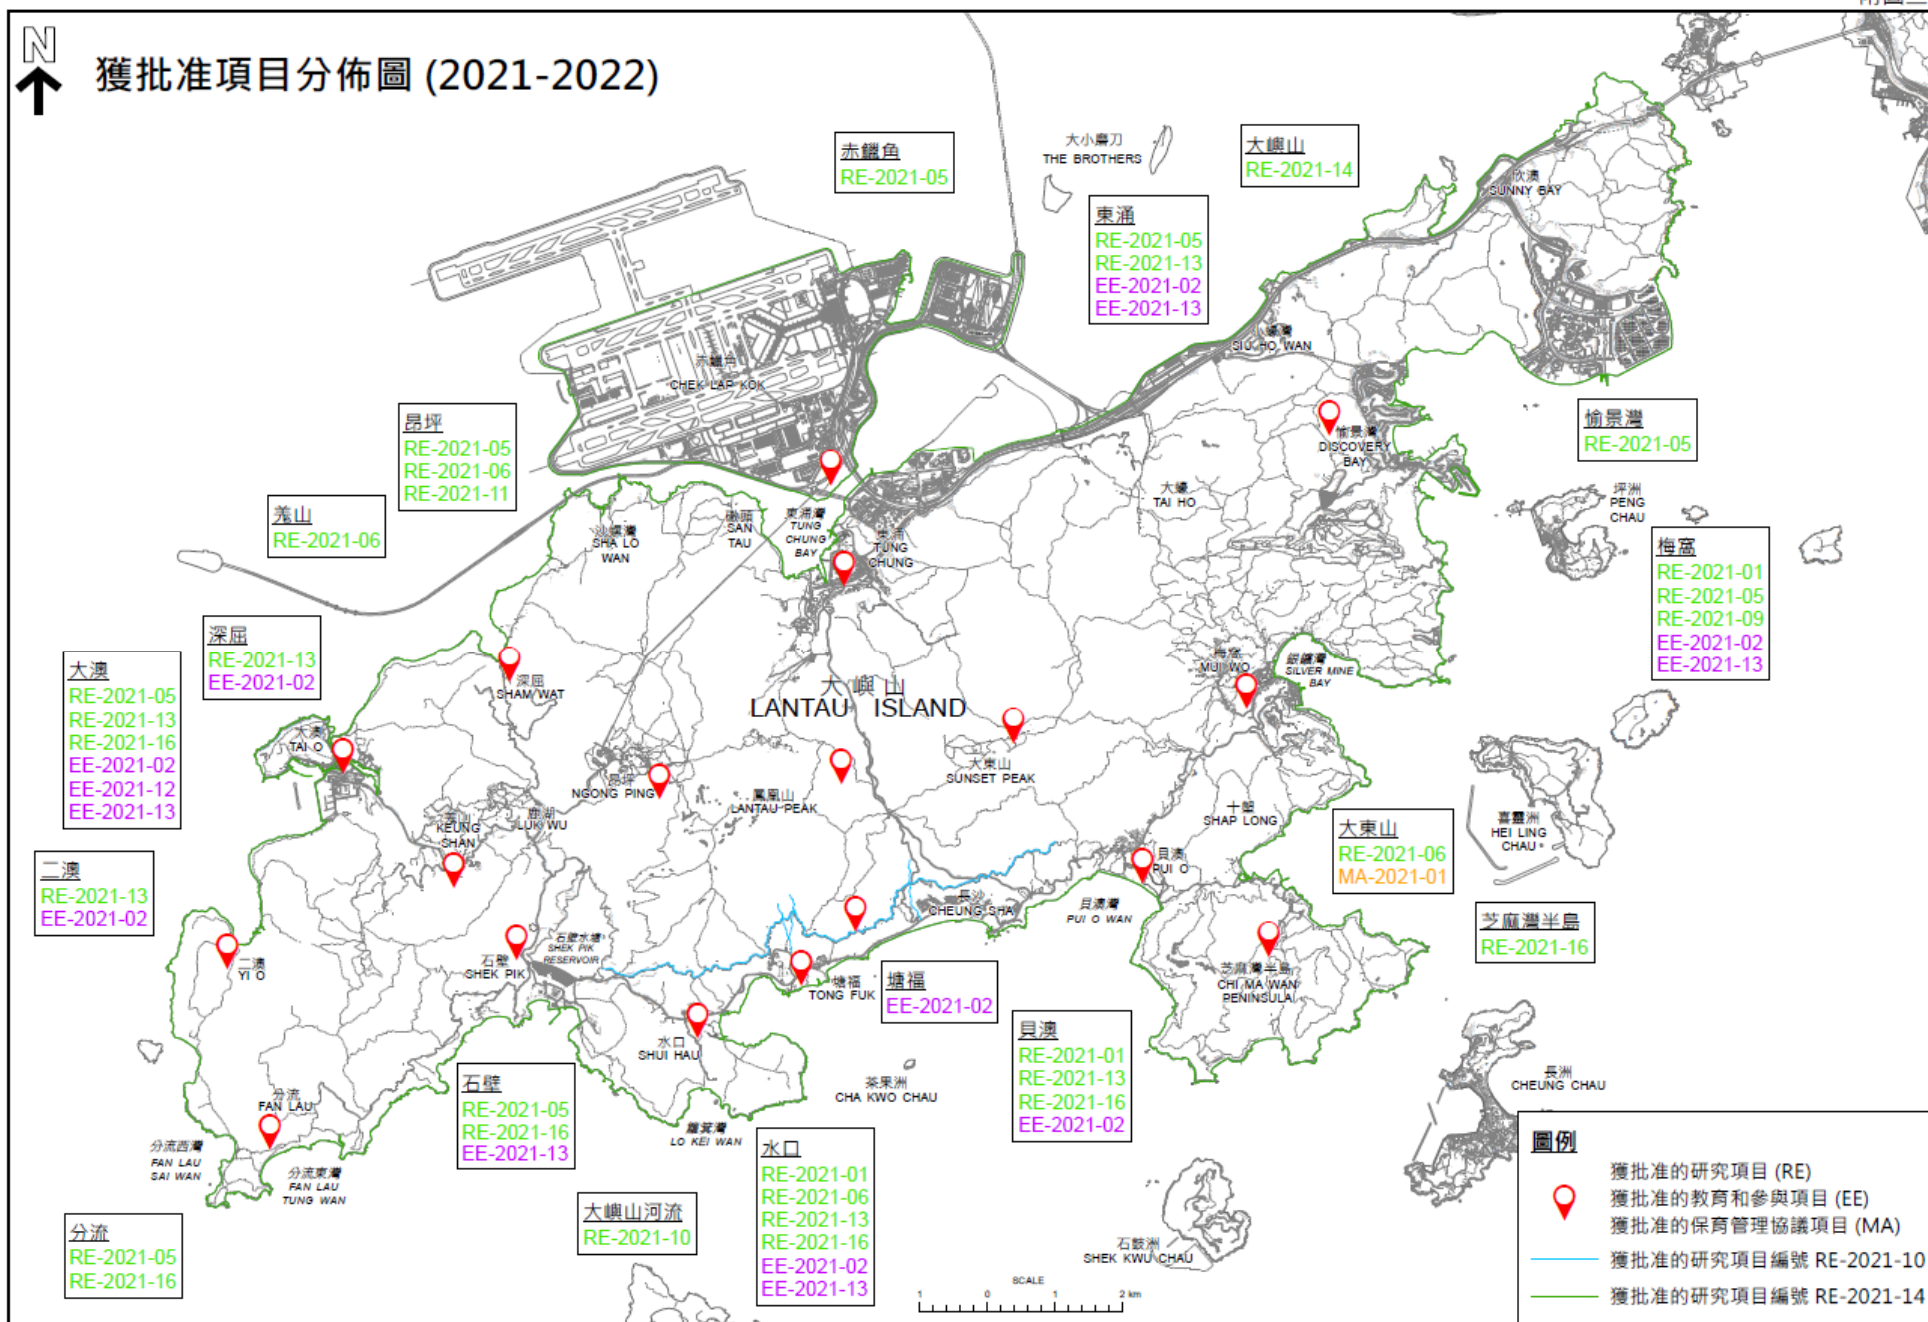 N
獲批准項目分佈圖 (2021-2022)
赤鱲角
RE-2021-05
大小磨刀
THE BROTHERS
大嶼山
RE-2021-14
東涌
RE-2021-05
RE-2021-13
EE-2021-02
EE-2021-13
欣澳
SUNNY BAY
小蠔灣
SIU HO WAN
赤鱲角
CHEK LAP KOK
昂坪
RE-2021-05
RE-2021-06
RE-2021-11
羗山
RE-2021-06
愉景灣
DISCOVERY
BAY
愉景灣
RE-2021-05
坪洲
PENG
CHAU
大蠔
TAI HO
沙螺灣
SHA LO
WAN
䃟頭
SAN
TAU
東涌灣
TUNG
CHUNG
BAY
東涌
TUNG
CHUNG
梅窩
RE-2021-01
RE-2021-05
RE-2021-09
EE-2021-02
EE-2021-13
深屈
RE-2021-13
EE-2021-02
大澳
RE-2021-05
RE-2021-13
RE-2021-16
EE-2021-02
EE-2021-12
EE-2021-13
深屈
SHAM WAT
大嶼山
LANTAU ISLAND
梅窩
MUI WO
銀鑛灣
SILVER MINE
BAY
大澳
TAI O
昂坪
NGONG PING
鳳凰山
LANTAU PEAK
大東山
SUNSET PEAK
羗山
KEUNG
SHAN
鹿湖
LUK WU
十塱
SHAP LONG
喜靈洲
HEI LING
CHAU
大東山
RE-2021-06
MA-2021-01
二澳
RE-2021-13
EE-2021-02
貝澳
PUI O
長沙
CHEUNG SHA
貝澳灣
PUI O WAN
芝麻灣半島
RE-2021-16
石壁水塘
SHEK PIK
RESERVOIR
石壁
SHEK PIK
二澳
YI O
塘福
TONG FUK
塘福
EE-2021-02
芝麻灣半島
CHI MA WAN
PENINSULA
水口
SHUI HAU
貝澳
RE-2021-01
RE-2021-13
RE-2021-16
EE-2021-02
石壁
RE-2021-05
RE-2021-16
EE-2021-13
茶果洲
CHA KWO CHAU
長洲
CHEUNG CHAU
分流
FAN LAU
籮箕灣
LO KEI WAN
分流西灣
FAN LAU
SAI WAN
分流東灣
FAN LAU
TUNG WAN
水口
RE-2021-01
RE-2021-06
RE-2021-13
RE-2021-16
EE-2021-02
EE-2021-13
大嶼山河流
RE-2021-10
分流
RE-2021-05
RE-2021-16
石鼓洲
SHEK KWU CHAU
SCALE
1 0 1 2 km
圖例
獲批准的研究項目 (RE)
獲批准的教育和參與項目 (EE)
獲批准的保育管理協議項目 (MA)
獲批准的研究項目編號 RE-2021-10
獲批准的研究項目編號 RE-2021-14